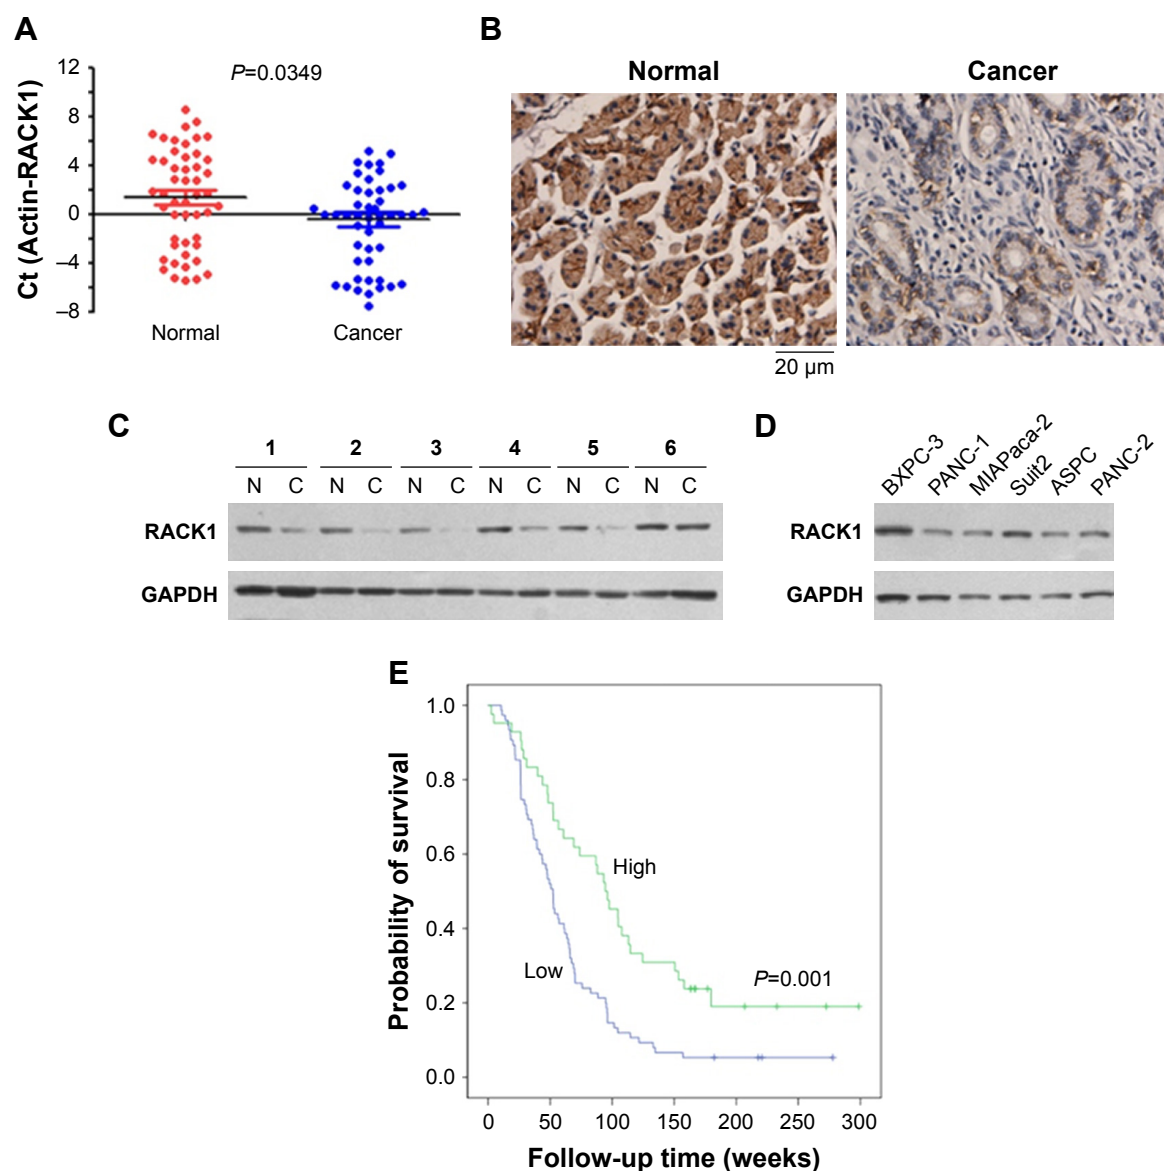 A
Ct (Actin-RACK1)
12
8
4
0
–4
–8
P=0.0349
Normal
Cancer
B
Normal
Cancer
20 µm
C
1 2 3 4 5 6
N C N C N C N C N C N C
RACK1
GAPDH
D
BXPC-3
PANC-1
MIAPaca-2
Suit2
ASPC
PANC-2
RACK1
GAPDH
E
Probability of survival
1.0
0.8
0.6
0.4
0.2
0.0
High
Low
P=0.001
0 50 100 150 200 250 300
Follow-up time (weeks)